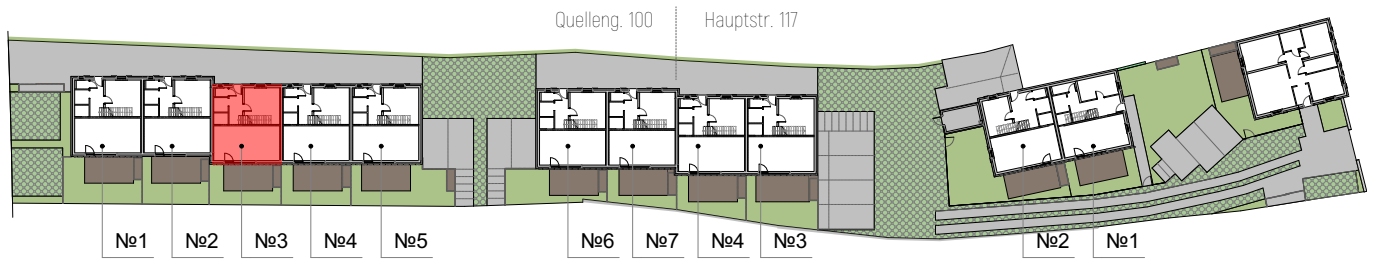 Quelleng. 100 Hauptstr. 117
№1 №2 №3 №4 №5 №6 №7 №4 №3 №2 №1